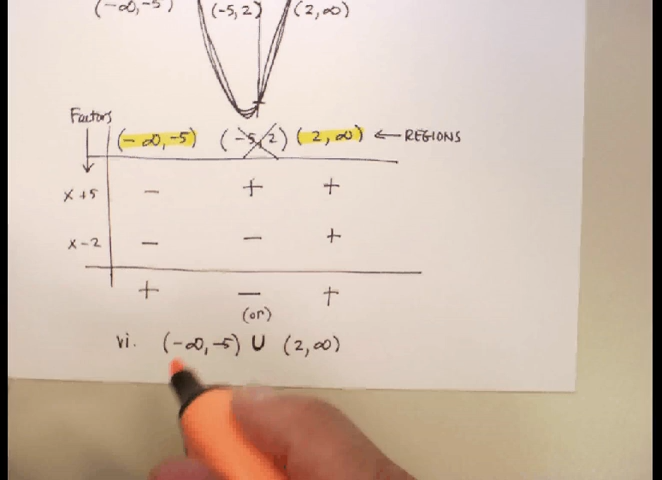 (-∞,-5) (-5,2) (2,∞)
Factors
(-∞,-5) (-5,2) (2,∞) ← REGIONS
x+5 − + +
x-2 − − +
+ − +
(or)
vi. (-∞,-5) ∪ (2,∞)